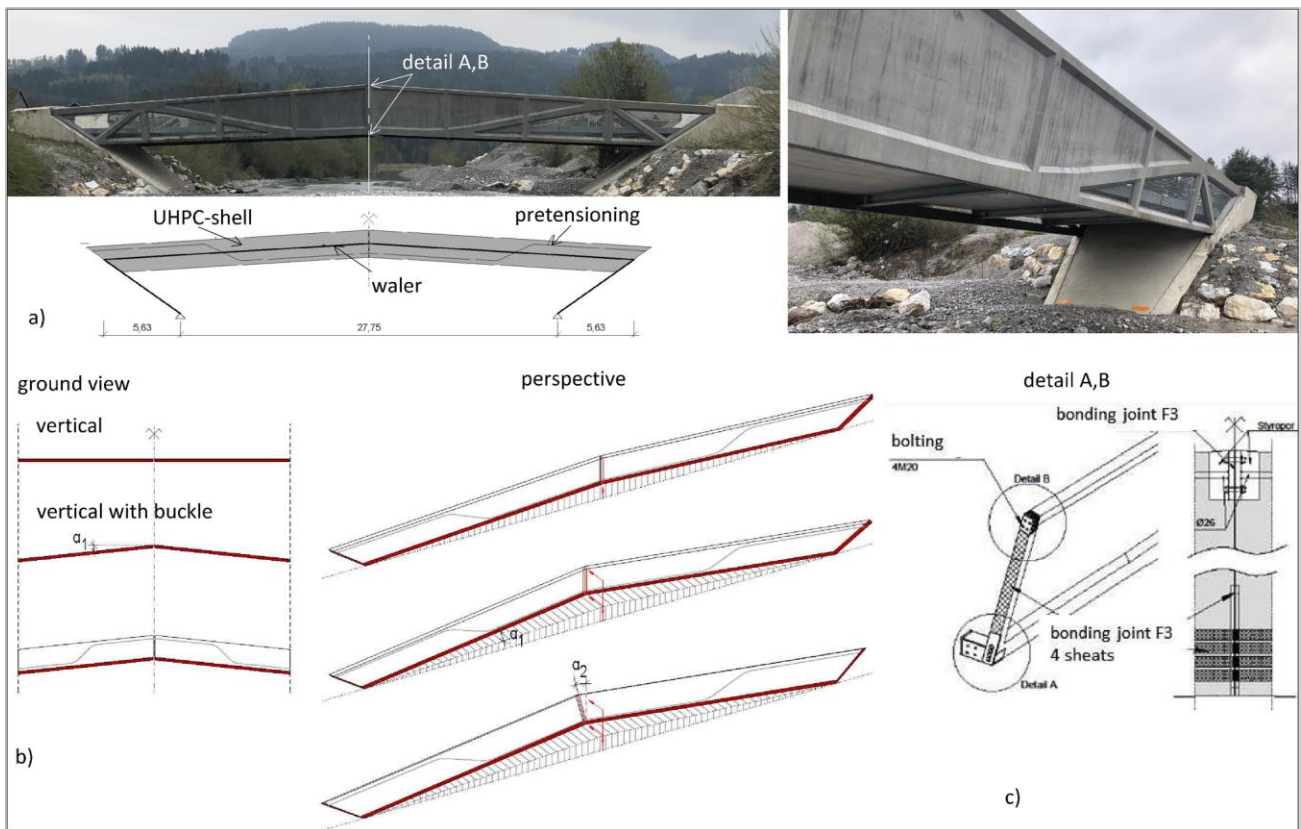 detail A,B
UHPC-shell
pretensioning
waler
a)
5,63
27,75
5,63
ground view
perspective
detail A,B
vertical
vertical with buckle
α1
α1
α2
b)
bonding joint F3
Styropor
bolting
4M20
Detail B
Ø26
bonding joint F3
4 sheats
Detail A
c)